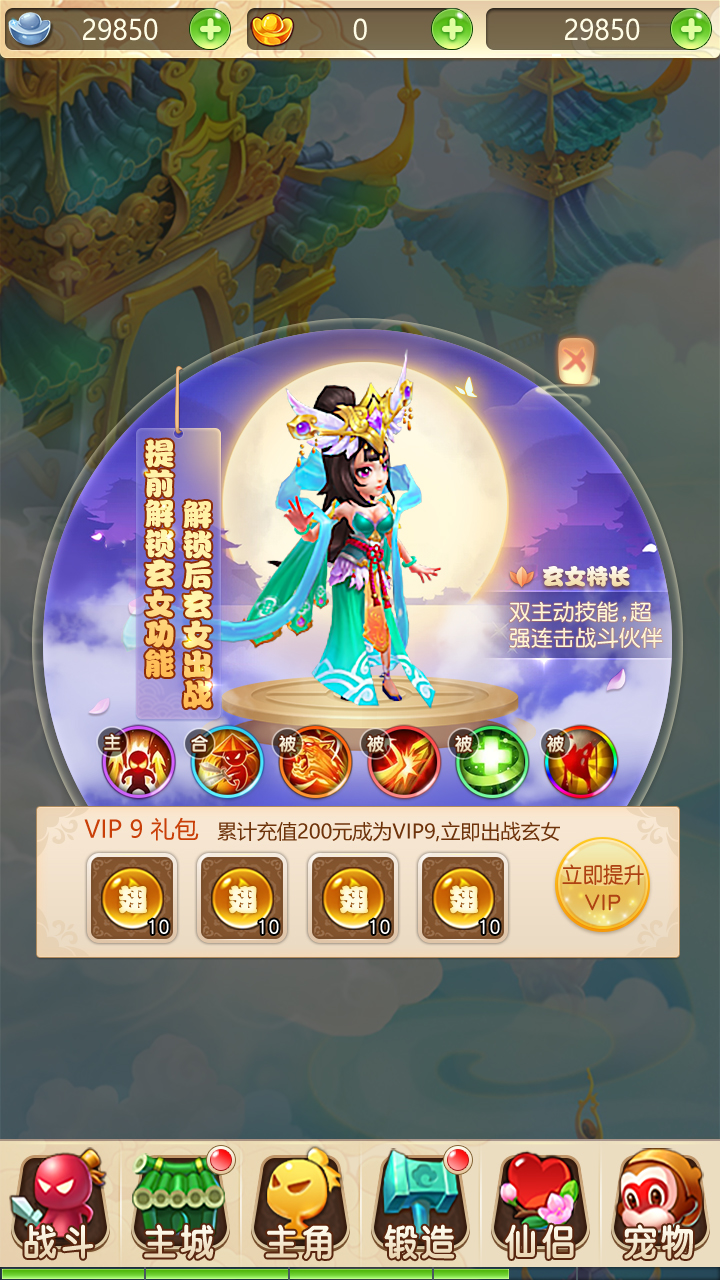 29850
0
29850
提前解锁玄女功能
解锁后玄女出战
玄女特长
双主动技能,超
强连击战斗伙伴
主
合
被
被
被
被
VIP 9 礼包
累计充值200元成为VIP9,立即出战玄女
翅
10
翅
10
翅
10
翅
10
立即提升
VIP
战斗
主城
主角
锻造
仙侣
宠物